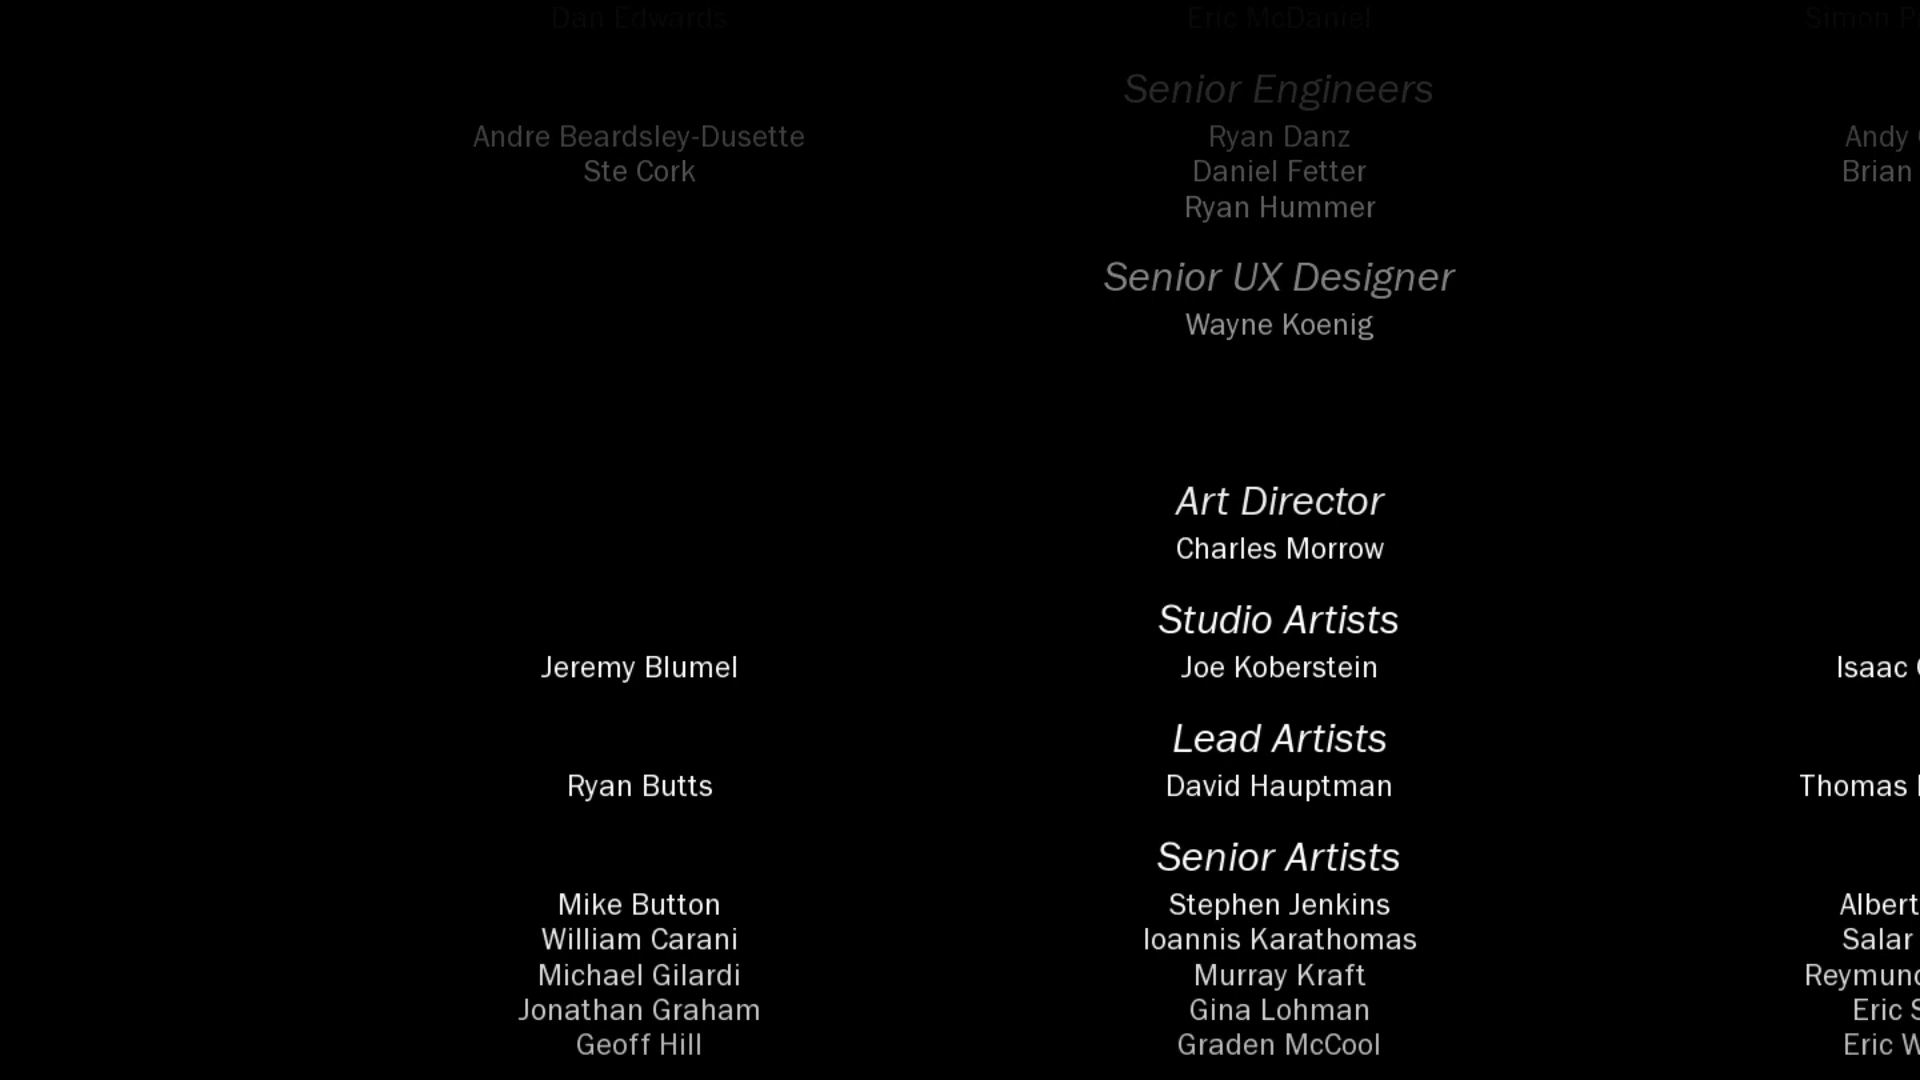 Dan Edwards Eric McDaniel Simon
Senior Engineers
Andre Beardsley-Dusette Ryan Danz Andy
Ste Cork Daniel Fetter Brian
Ryan Hummer
Senior UX Designer
Wayne Koenig
Art Director
Charles Morrow
Studio Artists
Jeremy Blumel Joe Koberstein Isaac
Lead Artists
Ryan Butts David Hauptman Thomas
Senior Artists
Mike Button Stephen Jenkins Albert
William Carani Ioannis Karathomas Salar
Michael Gilardi Murray Kraft
Jonathan Graham Gina Lohman Eric
Geoff Hill Graden McCool Eric